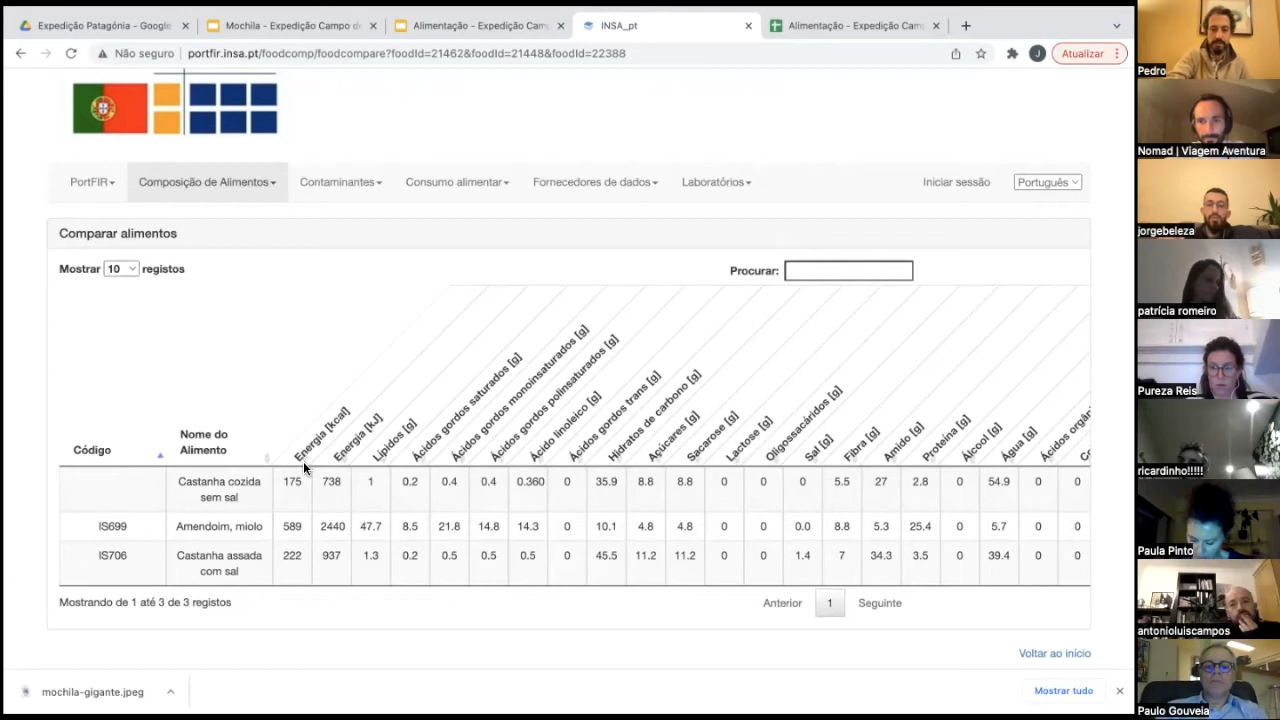 Expedição Patagónia - Google
Mochila - Expedição Campo de
Alimentação - Expedição Cam
INSA_pt
Alimentação - Expedição Cam
Não seguro
portfir.insa.pt/foodcomp/foodcompare?foodId=21462&foodId=21448&foodId=22388
J
Atualizar
PortFIR
Composição de Alimentos
Contaminantes
Consumo alimentar
Fornecedores de dados
Laboratórios
Iniciar sessão
Português
Comparar alimentos
Mostrar 10 registos
Procurar:
Código
Nome do
Alimento
Energia [kcal]
Energia [kJ]
Lípidos [g]
Ácidos gordos saturados [g]
Ácidos gordos monoinsaturados [g]
Ácidos gordos polinsaturados [g]
Ácido linoleico [g]
Ácidos gordos trans [g]
Hidratos de carbono [g]
Açúcares [g]
Sacarose [g]
Lactose [g]
Oligossacáridos [g]
Sal [g]
Fibra [g]
Amido [g]
Proteína [g]
Álcool [g]
Água [g]
Ácidos orgân
Castanha cozida
sem sal
175 738 1 0.2 0.4 0.4 0.360 0 35.9 8.8 8.8 0 0 0 5.5 27 2.8 0 54.9 0 0
IS699 Amendoim, miolo 589 2440 47.7 8.5 21.8 14.8 14.3 0 10.1 4.8 4.8 0 0 0.0 8.8 5.3 25.4 0 5.7 0 0
IS706
Castanha assada
com sal
222 937 1.3 0.2 0.5 0.5 0.5 0 45.5 11.2 11.2 0 0 1.4 7 34.3 3.5 0 39.4 0 0
Mostrando de 1 até 3 de 3 registos
Anterior 1 Seguinte
Voltar ao início
mochila-gigante.jpeg
Mostrar tudo
Pedro
Nomad | Viagem Aventura
jorgebeleza
patrícia romeiro
Pureza Reis
ricardinho!!!!!
Paula Pinto
antonioluiscampos
Paulo Gouveia